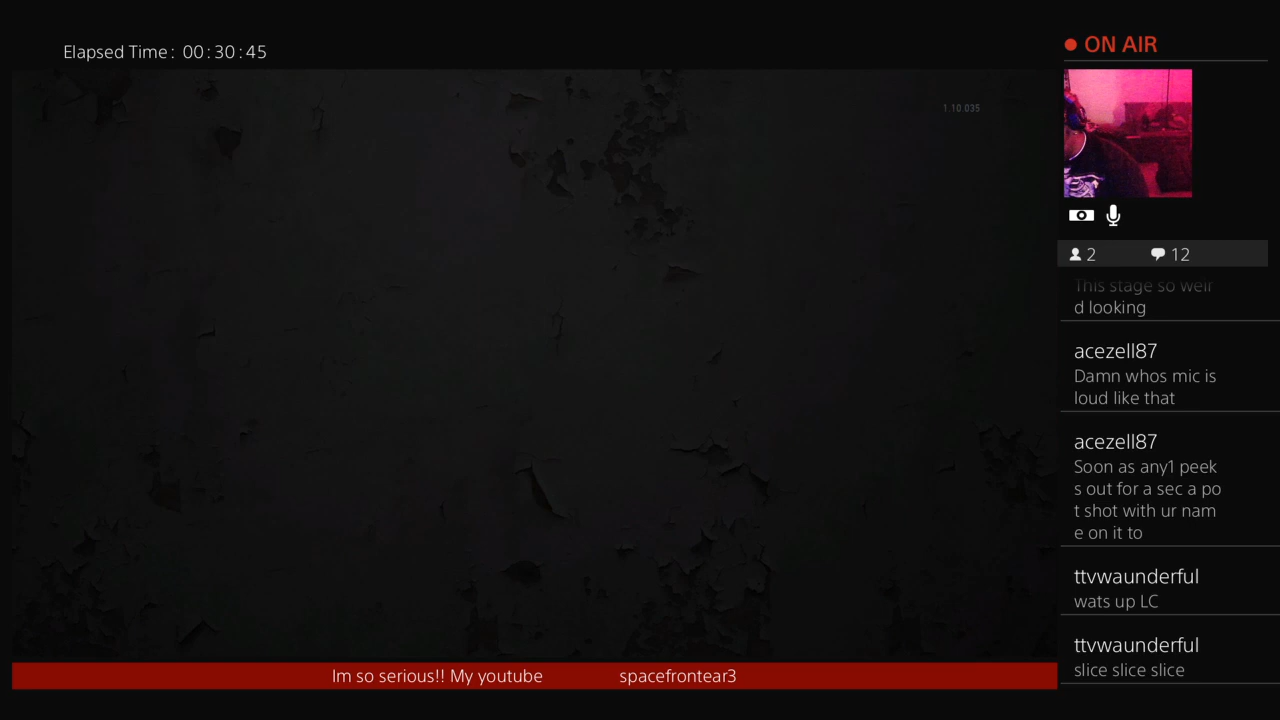 Elapsed Time: 00:30:45
ON AIR
1.10.035
2 12
This stage so weir
d looking
acezell87
Damn whos mic is
loud like that
acezell87
Soon as any1 peek
s out for a sec a po
t shot with ur nam
e on it to
ttvwaunderful
wats up LC
ttvwaunderful
slice slice slice
Im so serious!! My youtube spacefrontear3